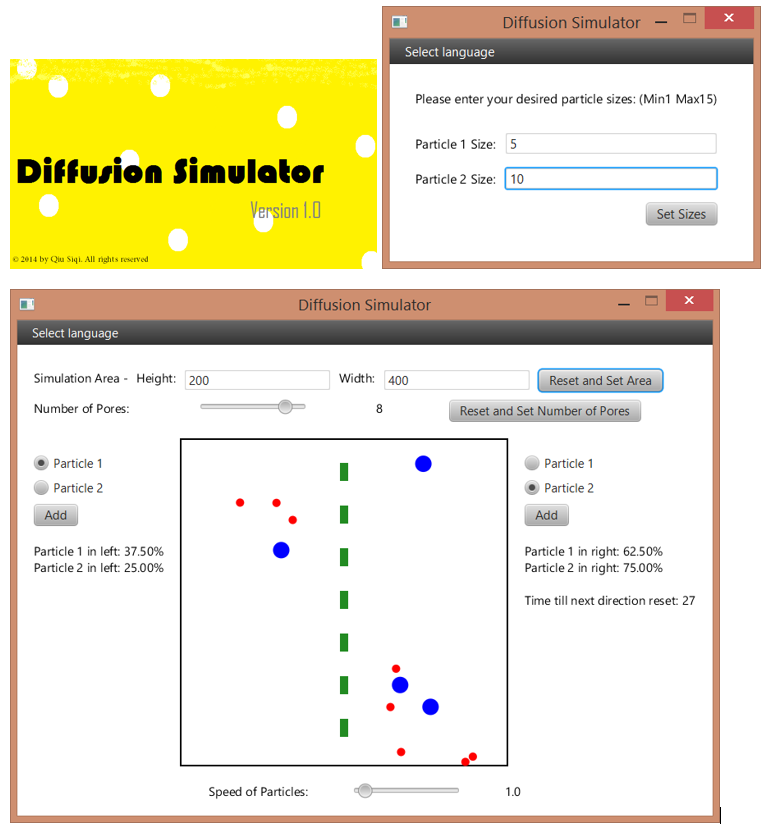 Diffusion Simulator
Version 1.0
© 2014 by Qiu Siqi. All rights reserved
Diffusion Simulator
Select language
Please enter your desired particle sizes: (Min1 Max15)
Particle 1 Size: 5
Particle 2 Size: 10
Set Sizes
Diffusion Simulator
Select language
Simulation Area - Height: 200 Width: 400 Reset and Set Area
Number of Pores: 8 Reset and Set Number of Pores
Particle 1
Particle 2
Add
Particle 1 in left: 37.50%
Particle 2 in left: 25.00%
Particle 1
Particle 2
Add
Particle 1 in right: 62.50%
Particle 2 in right: 75.00%
Time till next direction reset: 27
Speed of Particles: 1.0